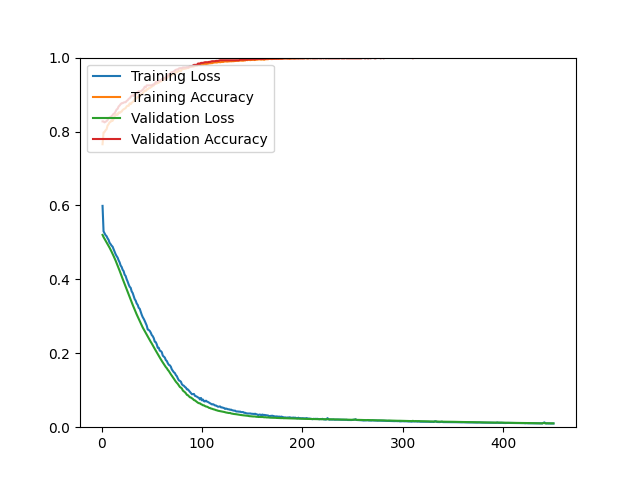 1.0
0.8
0.6
0.4
0.2
0.0
Training Loss
Training Accuracy
Validation Loss
Validation Accuracy
0 100 200 300 400